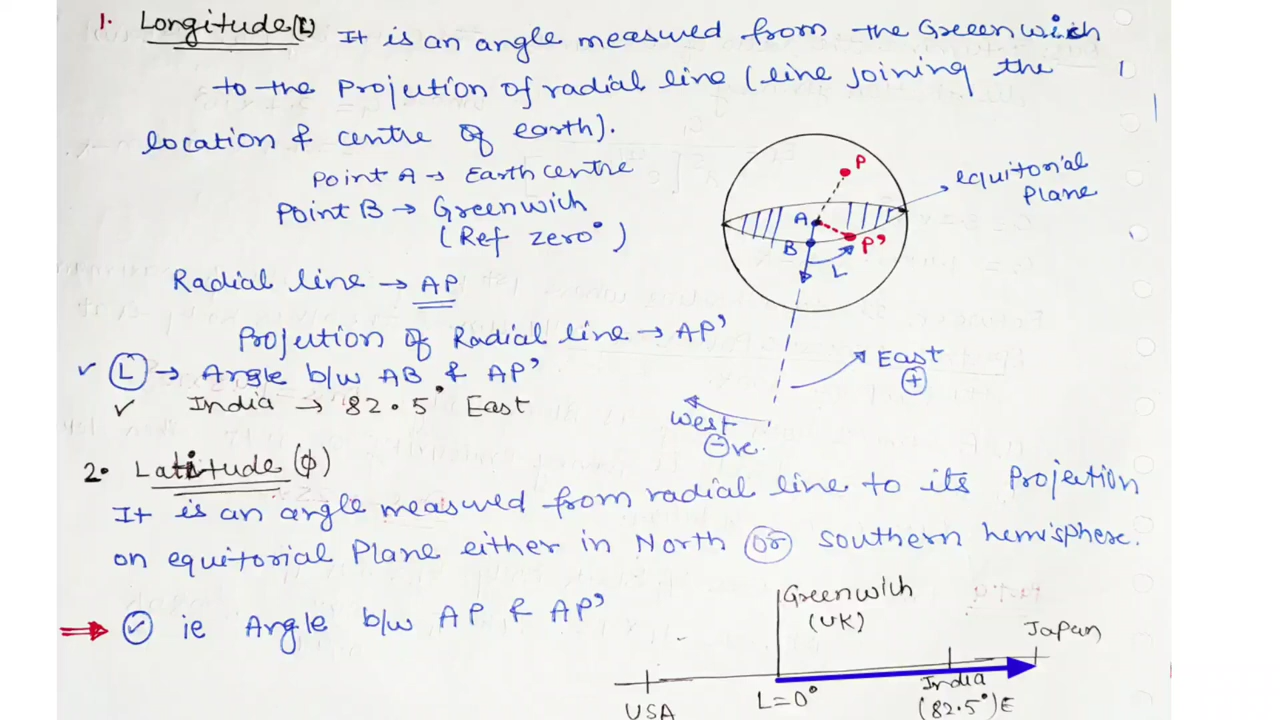 1. Longitude(L) It is an angle measured from the Greenwich
to the Projution of radial line (line joining the
location & centre of earth).
Point A → Earth centre
Point B → Greenwich
(Ref zero°)
Radial line → AP
Projution of Radial line → AP'
✓ L → Angle b/w AB & AP'
✓ India → 82.5° East
P
A
B
P'
L
equitorial
Plane
East
+
West
-ve
2. Latitude (φ)
It is an angle measured from radial line to its Projution
on equitorial Plane either in North or southern hemisphere.
⇒ ✓ ie Angle b/w AP & AP'
Greenwich
(UK)
Japan
USA
L=0°
India
(82.5°)E